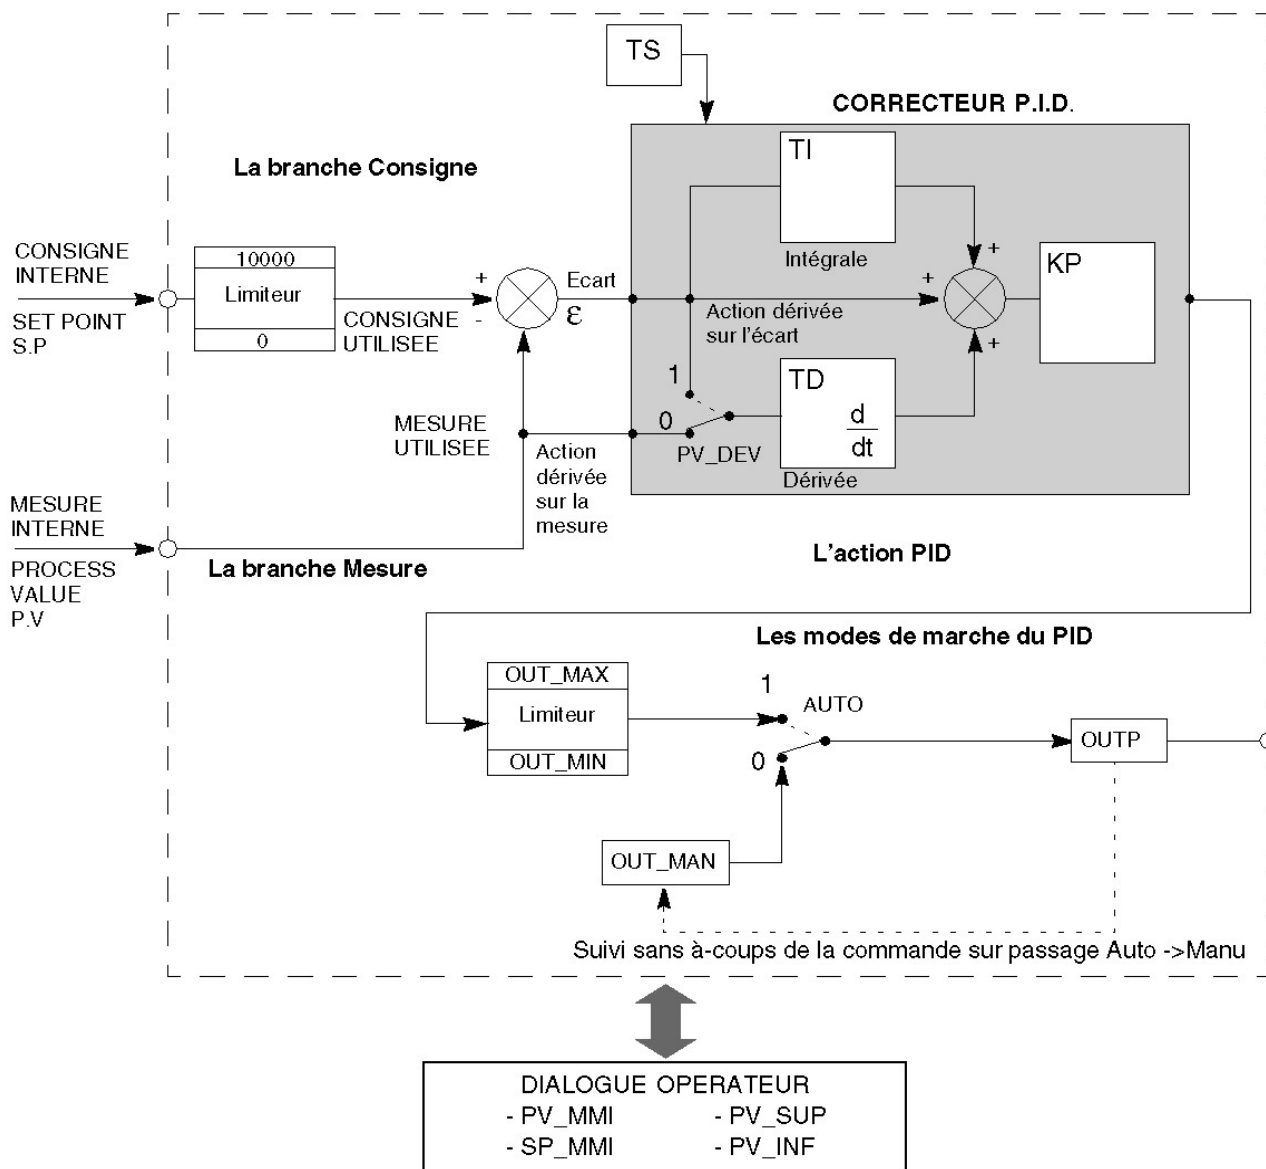 TS
CORRECTEUR P.I.D.
La branche Consigne
TI
CONSIGNE
INTERNE
SET POINT
S.P
10000
Limiteur
0
+
-
CONSIGNE
UTILISEE
Ecart
ε
Intégrale
+
+
+
KP
Action dérivée
sur l'écart
1
0
PV_DEV
TD
d
dt
Dérivée
MESURE
UTILISEE
Action
dérivée
sur la
mesure
MESURE
INTERNE
PROCESS
VALUE
P.V
La branche Mesure
L'action PID
Les modes de marche du PID
OUT_MAX
Limiteur
OUT_MIN
1
AUTO
0
OUTP
OUT_MAN
Suivi sans à-coups de la commande sur passage Auto ->Manu
DIALOGUE OPERATEUR
- PV_MMI - PV_SUP
- SP_MMI - PV_INF